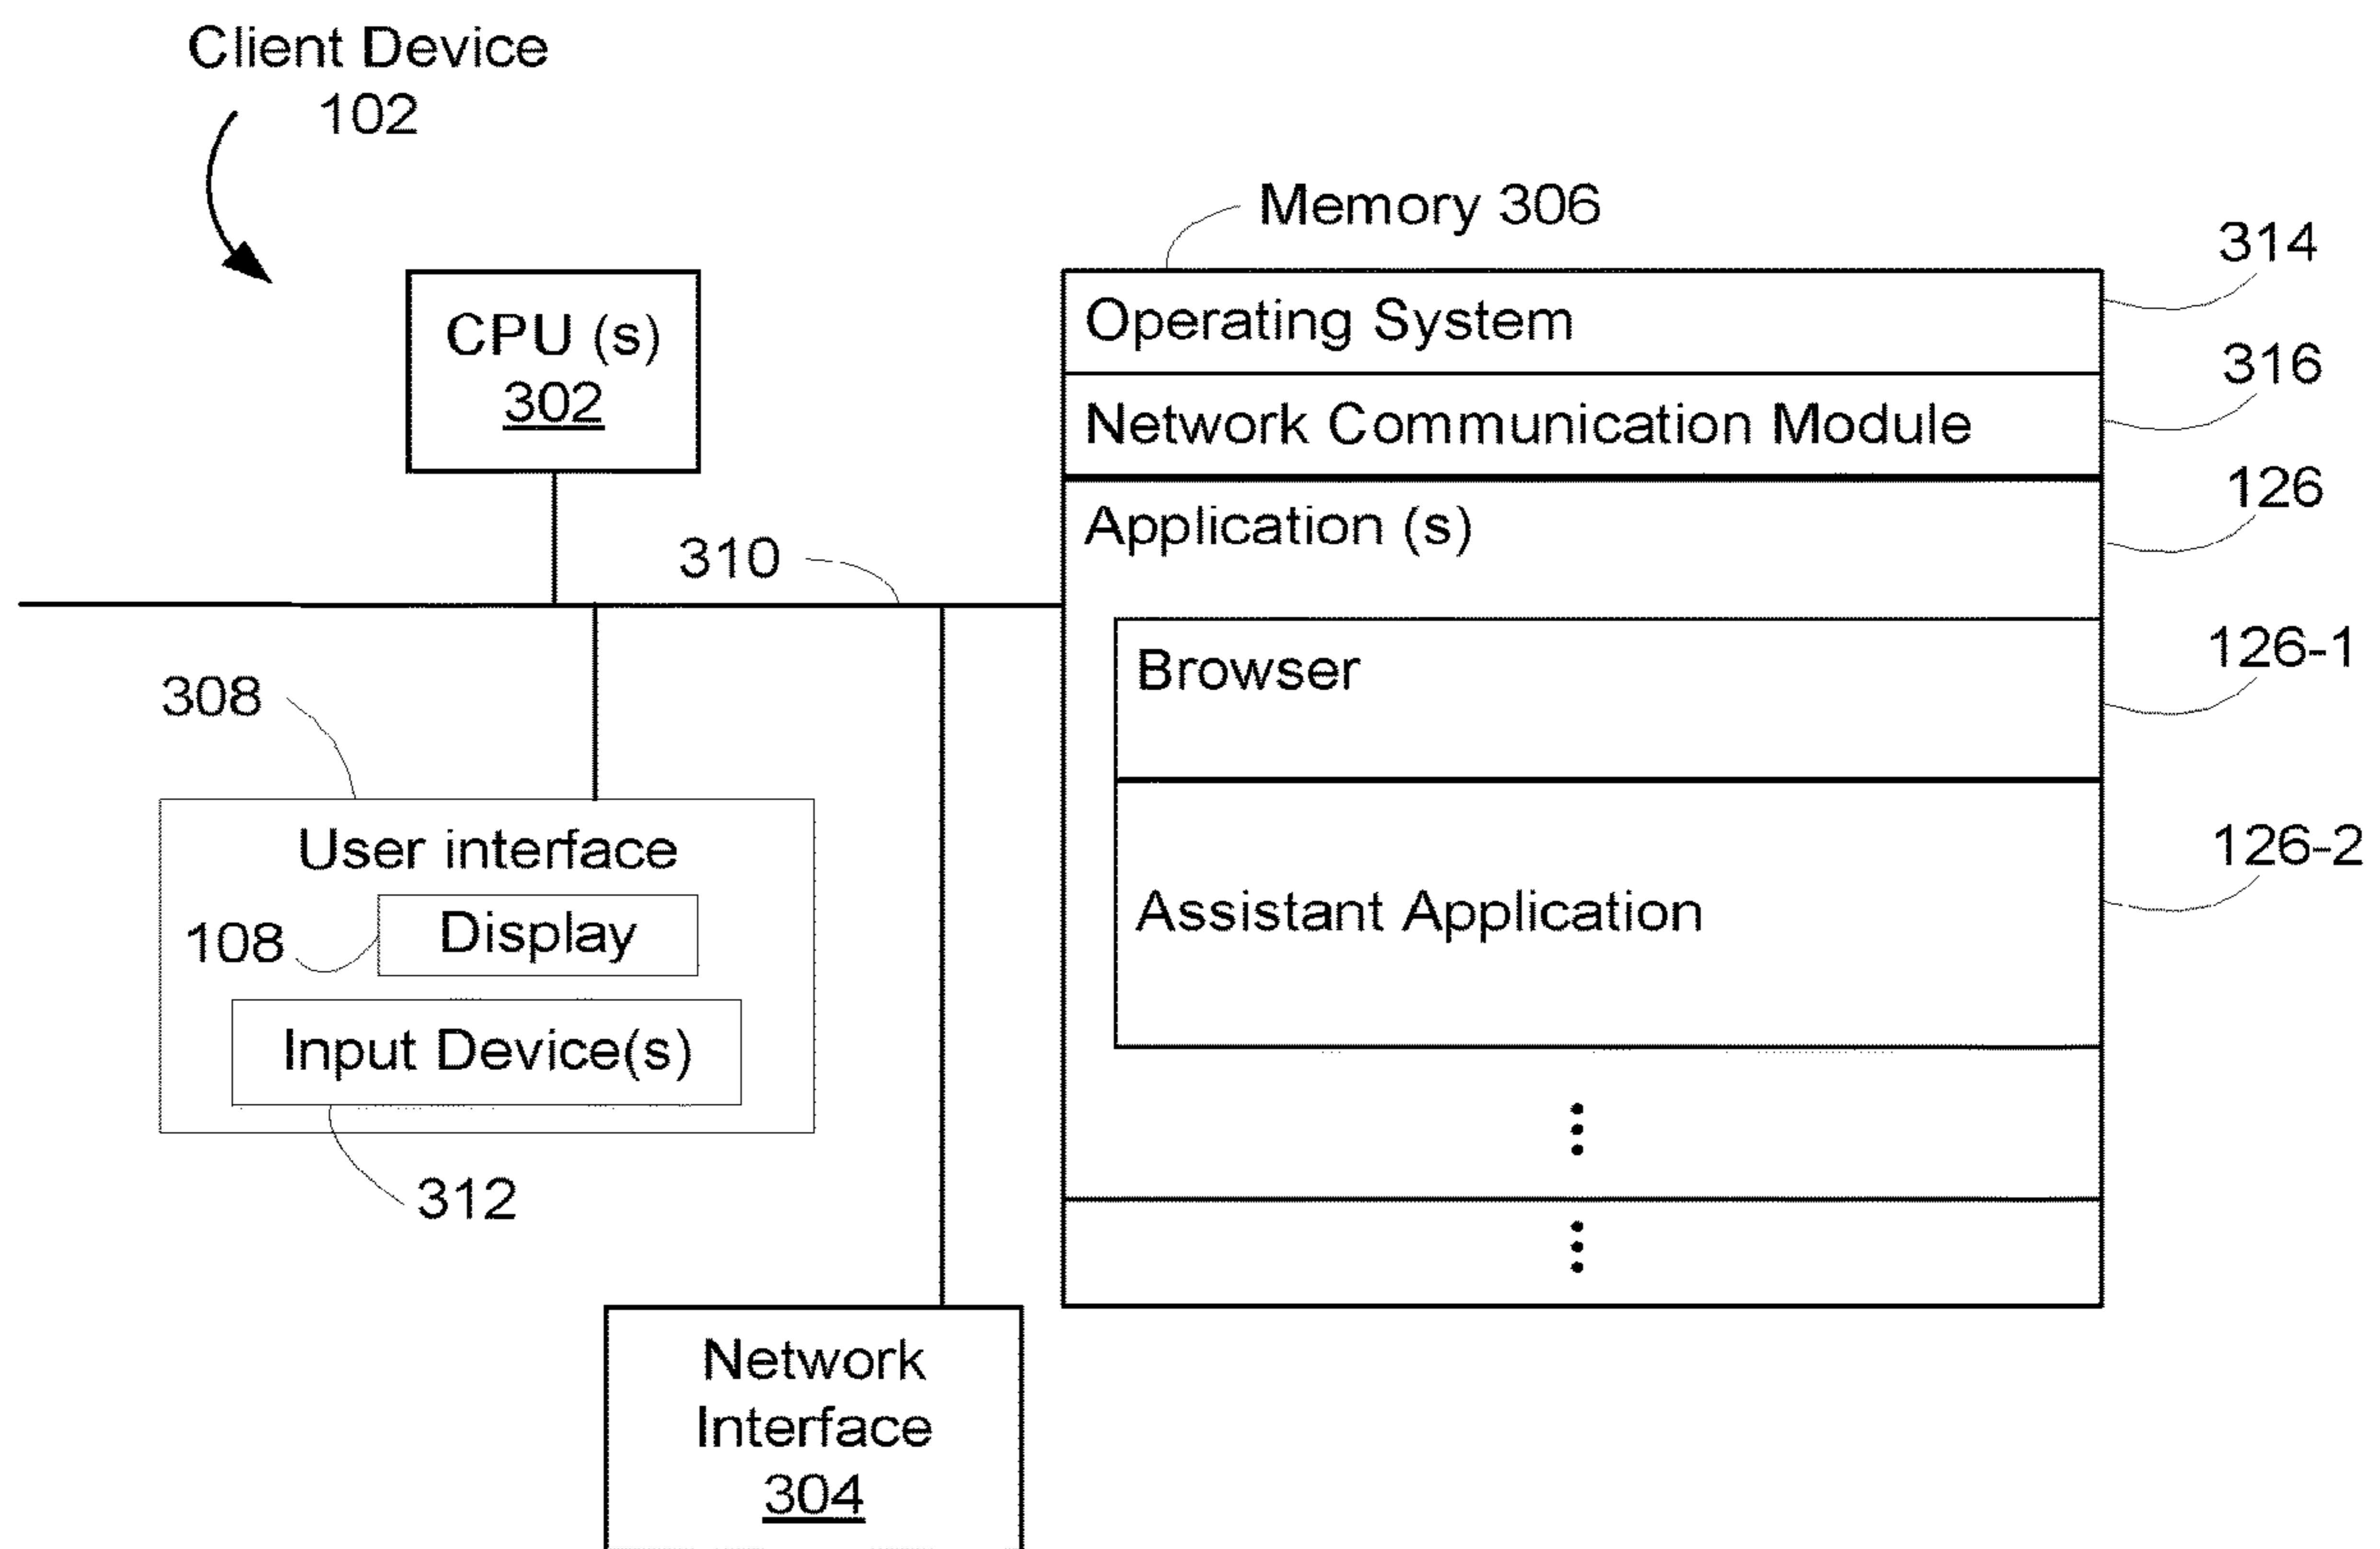 Client Device
102
Memory 306
314
Operating System
CPU (s)
302
316
Network Communication Module
126
Application (s)
310
126-1
Browser
308
126-2
User interface
Assistant Application
108
Display
Input Device(s)
312
Network
Interface
304